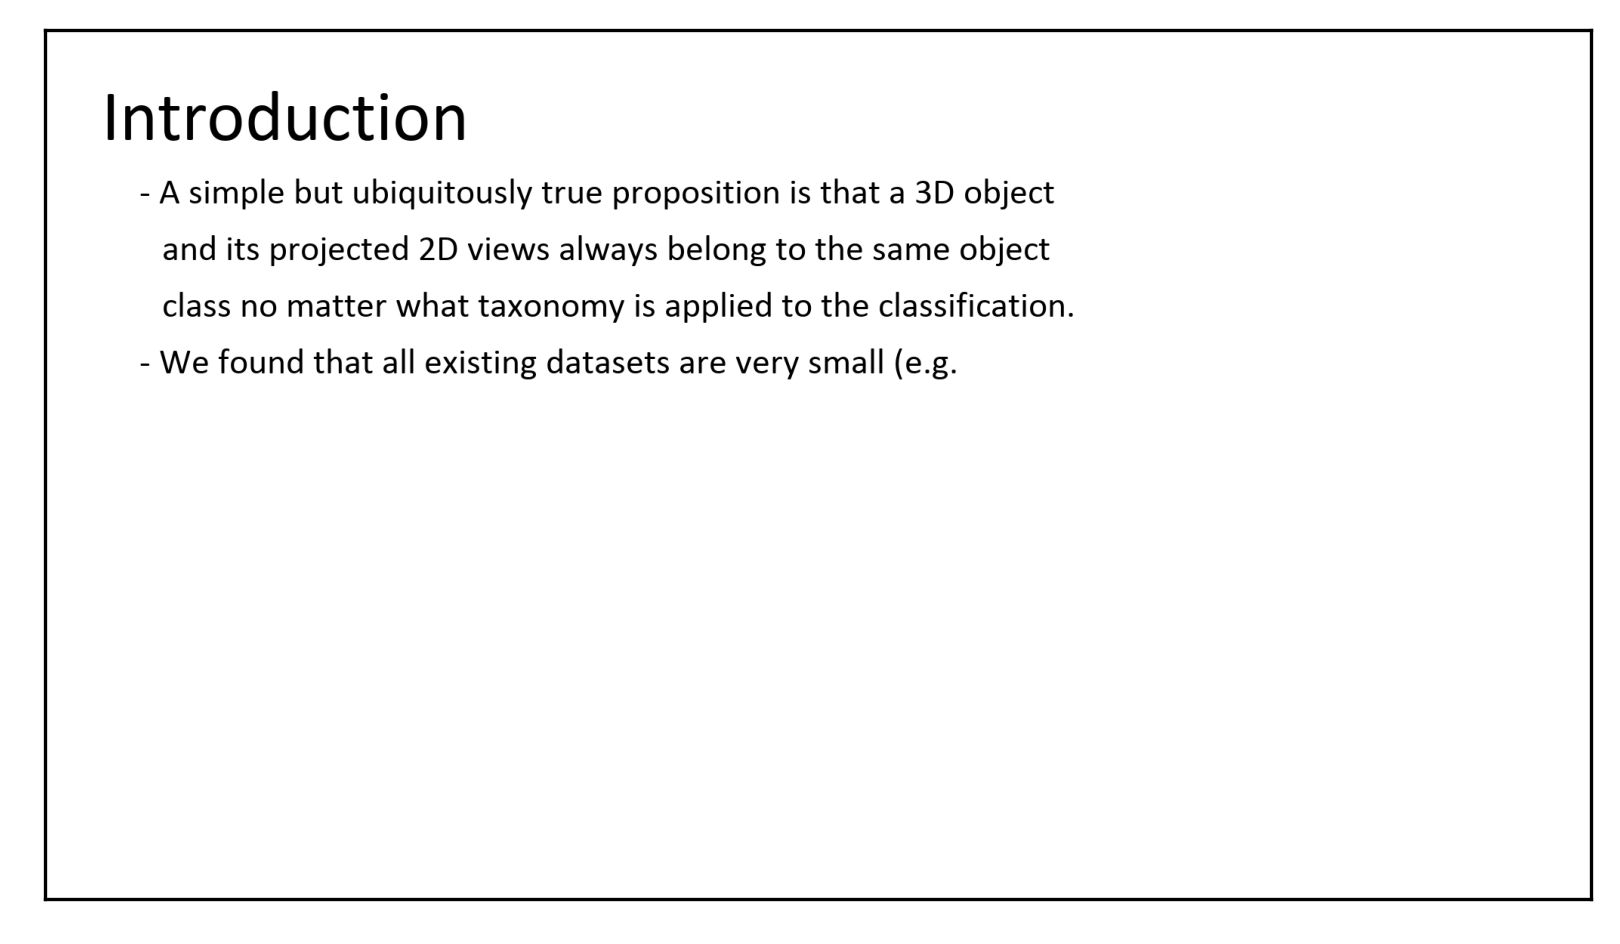 Introduction
- A simple but ubiquitously true proposition is that a 3D object
and its projected 2D views always belong to the same object
class no matter what taxonomy is applied to the classification.
- We found that all existing datasets are very small (e.g.